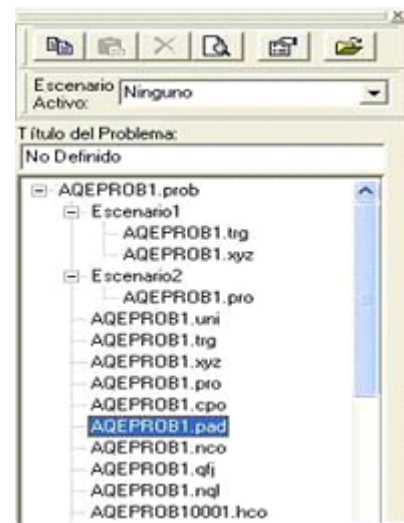 Escenario
Activo:
Ninguno
Título del Problema:
No Definido
AQEPROB1.prob
Escenario1
AQEPROB1.trg
AQEPROB1.xyz
Escenario2
AQEPROB1.pro
AQEPROB1.uni
AQEPROB1.trg
AQEPROB1.xyz
AQEPROB1.pro
AQEPROB1.cpo
AQEPROB1.pad
AQEPROB1.nco
AQEPROB1.qfj
AQEPROB1.nql
AQEPROB10001.hco